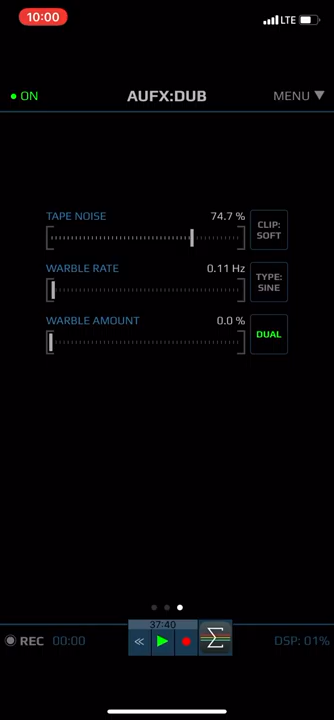 10:00
LTE
ON
AUFX:DUB
MENU ▼
TAPE NOISE
74.7 %
CLIP:
SOFT
WARBLE RATE
0.11 Hz
TYPE:
SINE
WARBLE AMOUNT
0.0 %
DUAL
37:40
REC
00:00
Σ
DSP: 01%